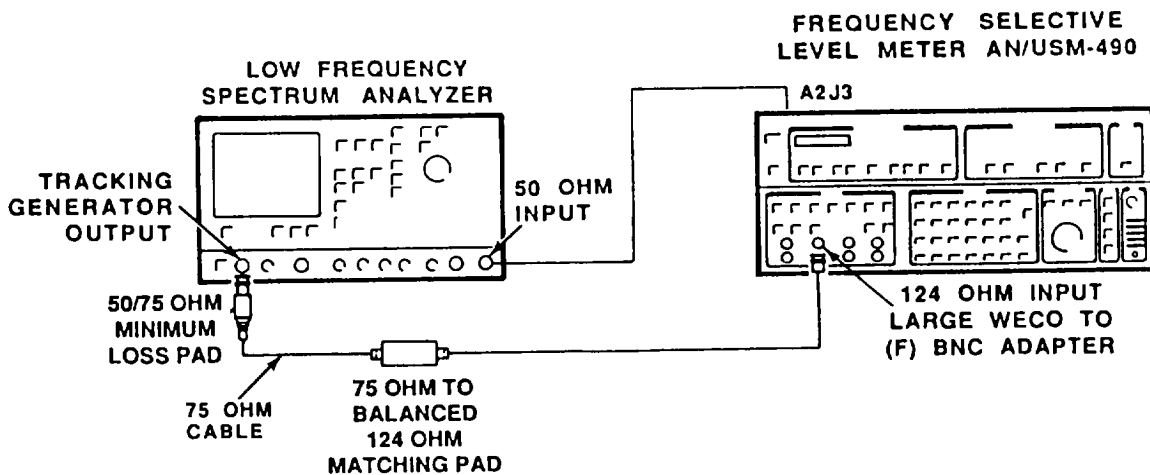 FREQUENCY SELECTIVE
LEVEL METER AN/USM-490
LOW FREQUENCY
SPECTRUM ANALYZER
A2J3
TRACKING
GENERATOR
OUTPUT
50 OHM
INPUT
50/75 OHM
MINIMUM
LOSS PAD
124 OHM INPUT
LARGE WECO TO
(F) BNC ADAPTER
75 OHM
CABLE
75 OHM TO
BALANCED
124 OHM
MATCHING PAD